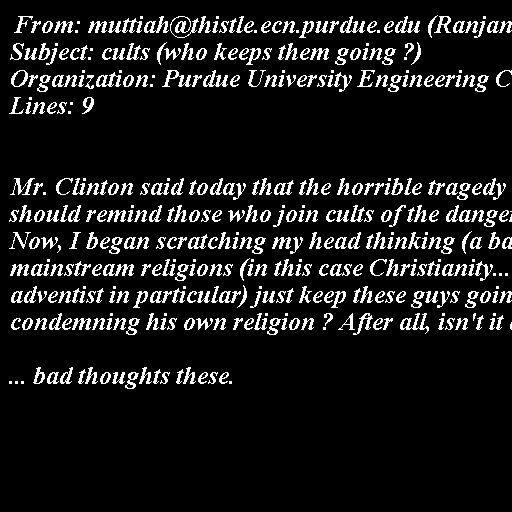 From: muttiah@thistle.ecn.purdue.edu (Ranjan
Subject: cults (who keeps them going ?)
Organization: Purdue University Engineering C
Lines: 9
Mr. Clinton said today that the horrible tragedy
should remind those who join cults of the dange
Now, I began scratching my head thinking (a ba
mainstream religions (in this case Christianity...
adventist in particular) just keep these guys goin
condemning his own religion ? After all, isn't it
... bad thoughts these.